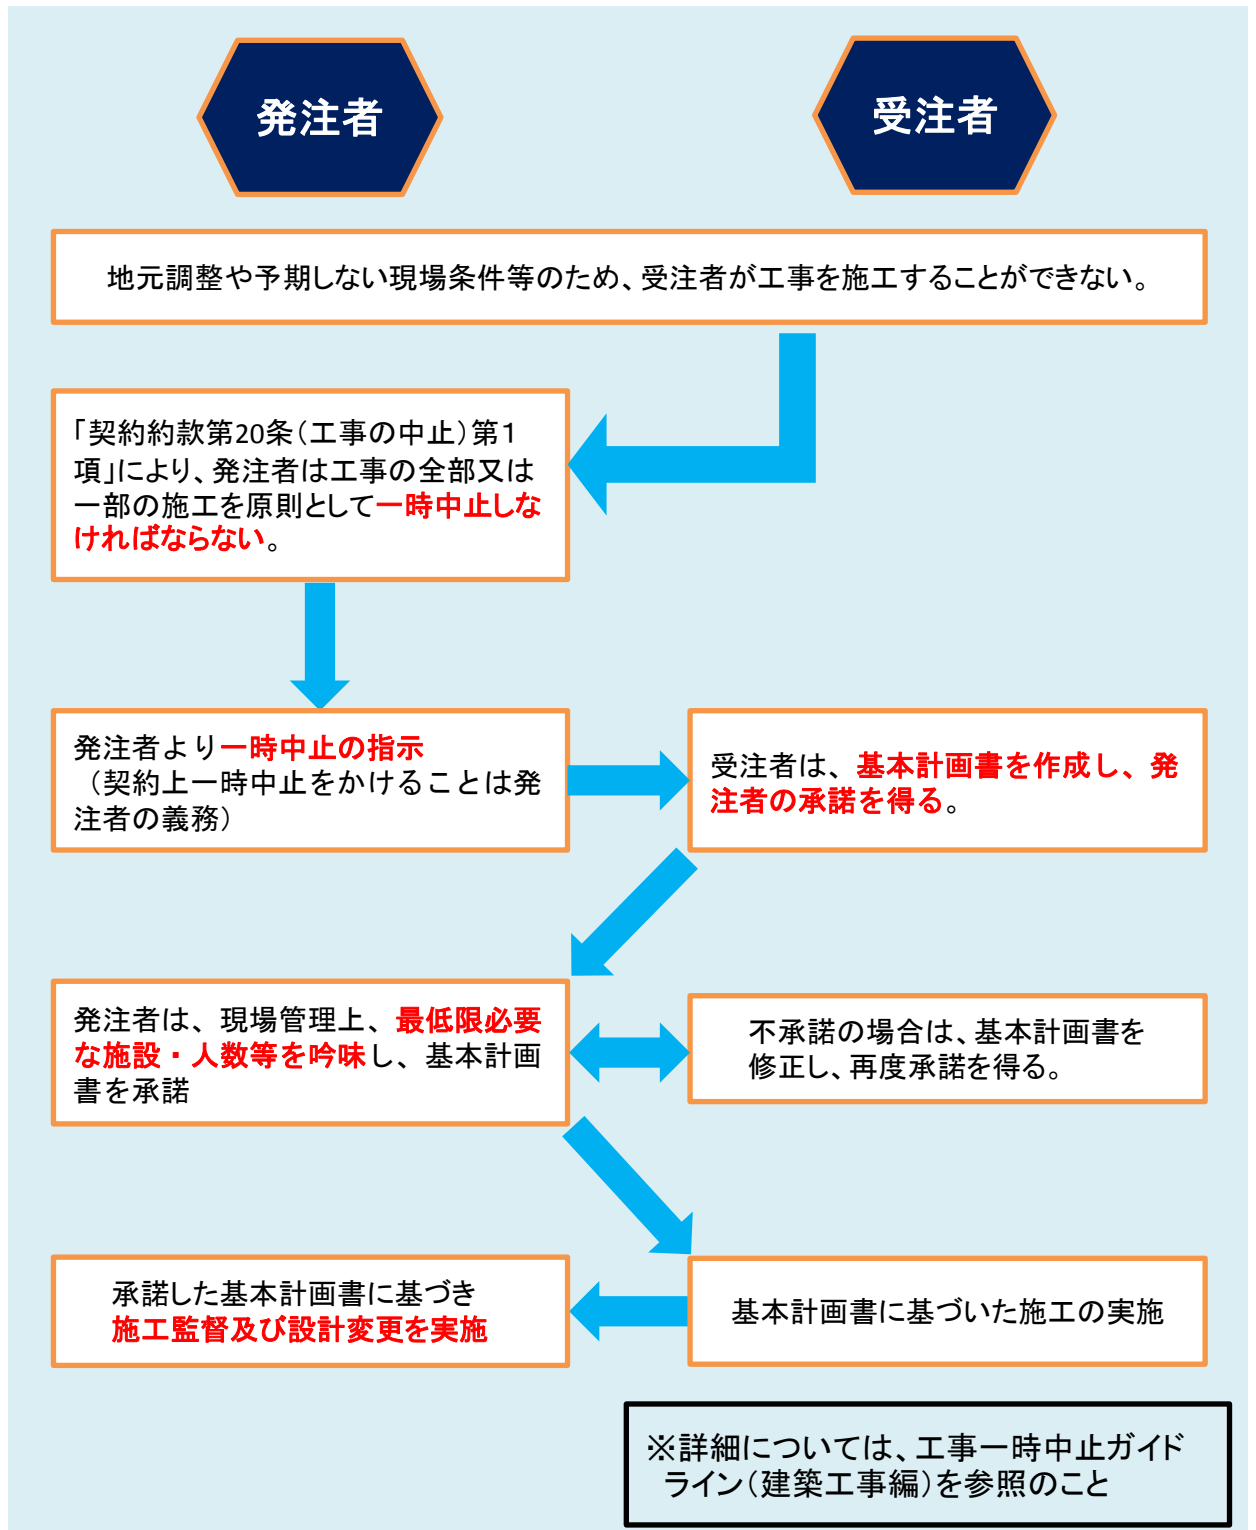 発注者
受注者
地元調整や予期しない現場条件等のため、受注者が工事を施工することができない。
「契約約款第20条（工事の中止）第１
項」により、発注者は工事の全部又は
一部の施工を原則として一時中止しな
ければならない。
発注者より一時中止の指示
（契約上一時中止をかけることは発
注者の義務）
受注者は、基本計画書を作成し、発
注者の承諾を得る。
発注者は、現場管理上、最低限必要
な施設・人数等を吟味し、基本計画
書を承諾
不承諾の場合は、基本計画書を
修正し、再度承諾を得る。
承諾した基本計画書に基づき
施工監督及び設計変更を実施
基本計画書に基づいた施工の実施
※詳細については、工事一時中止ガイド
ライン（建築工事編）を参照のこと